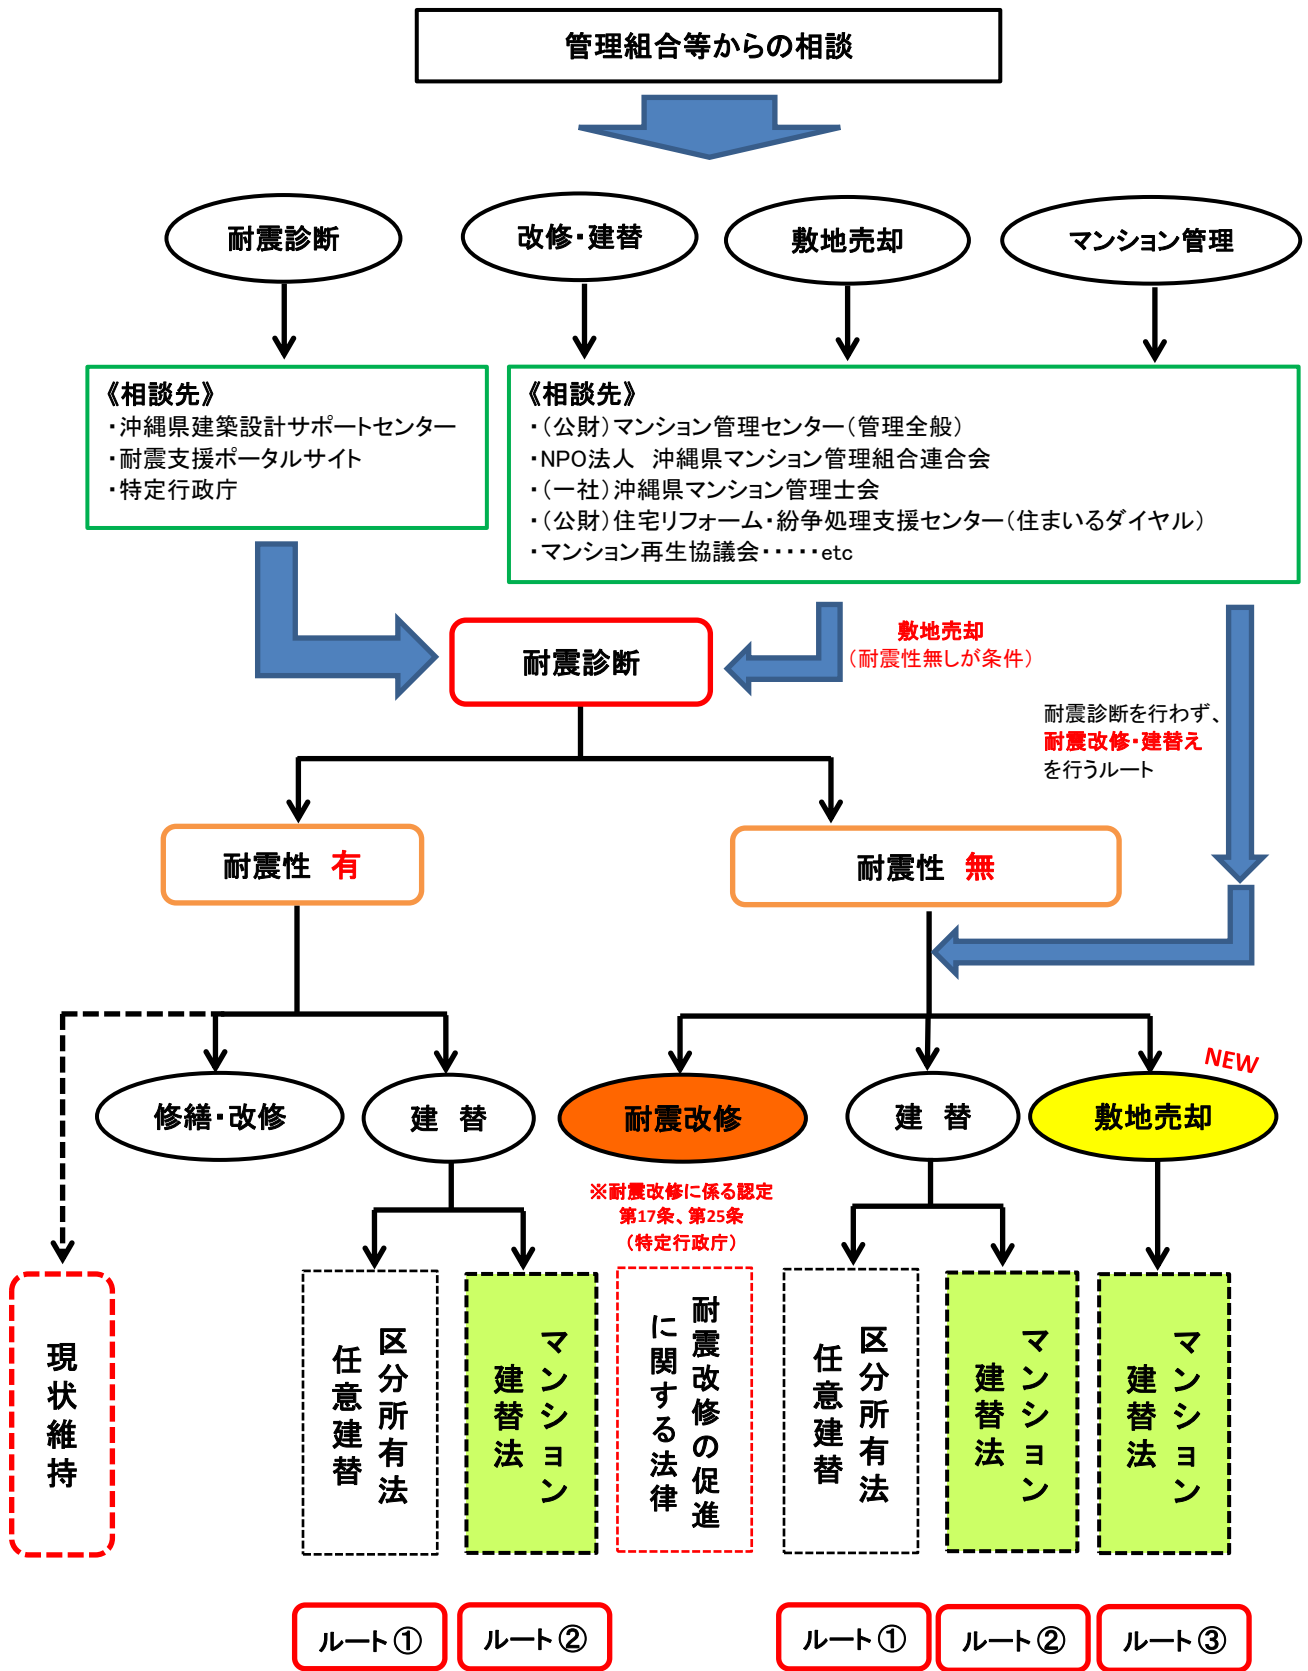 管理組合等からの相談
耐震診断
改修・建替
敷地売却
マンション管理
《相談先》
・沖縄県建築設計サポートセンター
・耐震支援ポータルサイト
・特定行政庁
《相談先》
・（公財）マンション管理センター（管理全般）
・NPO法人　沖縄県マンション管理組合連合会
・（一社）沖縄県マンション管理士会
・（公財）住宅リフォーム・紛争処理支援センター（住まいるダイヤル）
・マンション再生協議会・・・・・etc
耐震診断
敷地売却
（耐震性無しが条件）
耐震診断を行わず、
耐震改修・建替え
を行うルート
耐震性　有
耐震性　無
NEW
修繕・改修
建　替
耐震改修
建　替
敷地売却
※耐震改修に係る認定
第17条、第25条
（特定行政庁）
現状維持
区分所有法
任意建替
マンション
建替法
耐震改修の促進
に関する法律
区分所有法
任意建替
マンション
建替法
マンション
建替法
ルート①
ルート②
ルート①
ルート②
ルート③